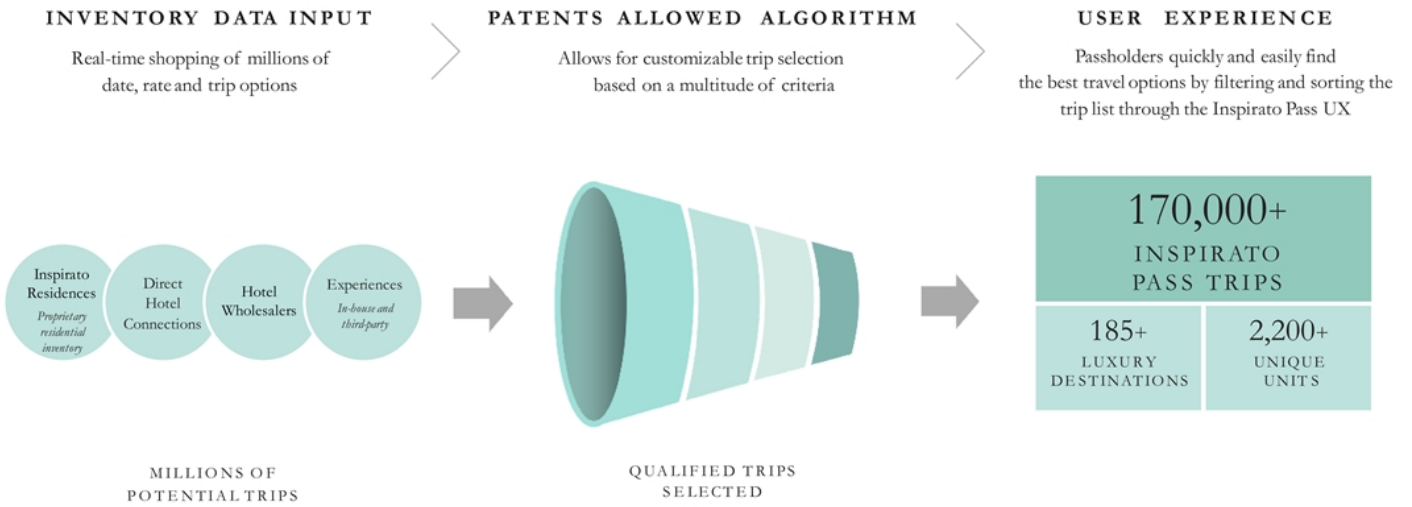 INVENTORY DATA INPUT
Real-time shopping of millions of
date, rate and trip options
PATENTS ALLOWED ALGORITHM
Allows for customizable trip selection
based on a multitude of criteria
USER EXPERIENCE
Passholders quickly and easily find
the best travel options by filtering and sorting the
trip list through the Inspirato Pass UX
Inspirato
Residences
Proprietary
residential
inventory
Direct
Hotel
Connections
Hotel
Wholesalers
Experiences
In-house and
third-party
MILLIONS OF
POTENTIAL TRIPS
QUALIFIED TRIPS
SELECTED
170,000+
INSPIRATO
PASS TRIPS
185+
LUXURY
DESTINATIONS
2,200+
UNIQUE
UNITS